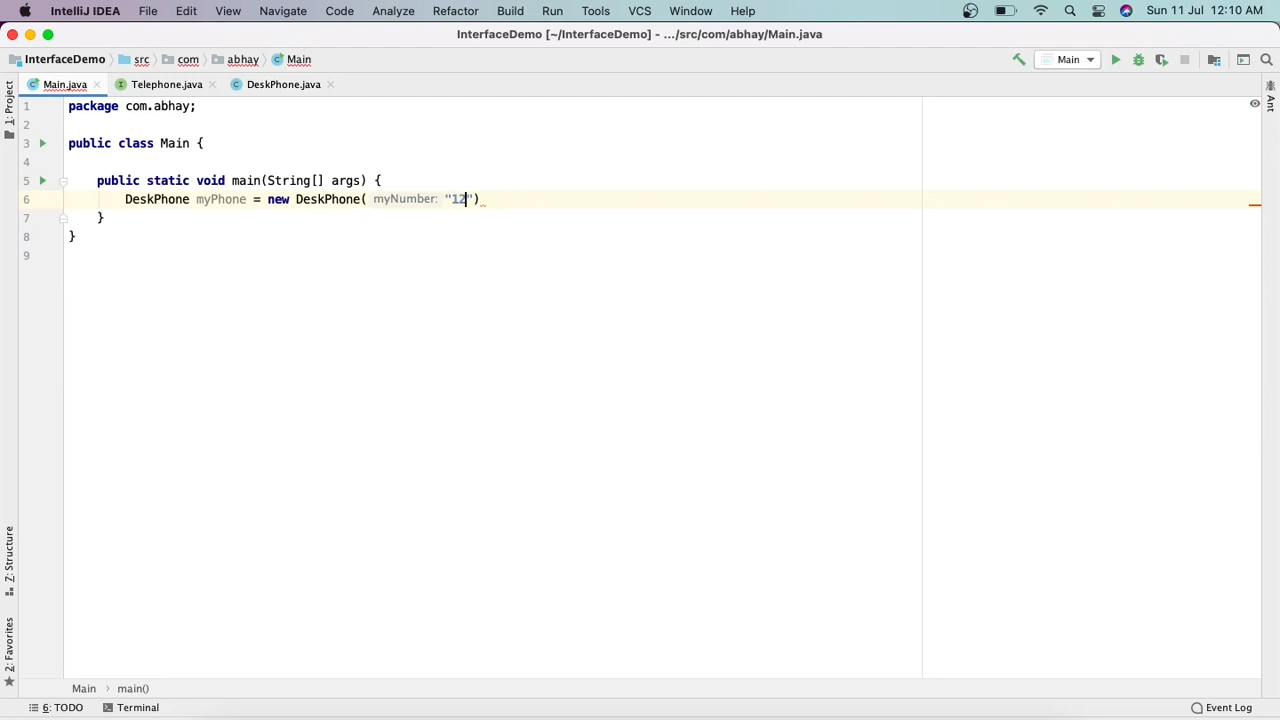 IntelliJ IDEA File Edit View Navigate Code Analyze Refactor Build Run Tools VCS Window Help Sun 11 Jul 12:10 AM
InterfaceDemo [~/InterfaceDemo] - .../src/com/abhay/Main.java
InterfaceDemo src com abhay Main Main
Main.java Telephone.java DeskPhone.java
1: Project
Ant
1 package com.abhay;
2
3 public class Main {
4
5 public static void main(String[] args) {
6 DeskPhone myPhone = new DeskPhone( myNumber: "12")
7 }
8 }
9
Z: Structure
2: Favorites
Main › main()
6: TODO Terminal Event Log